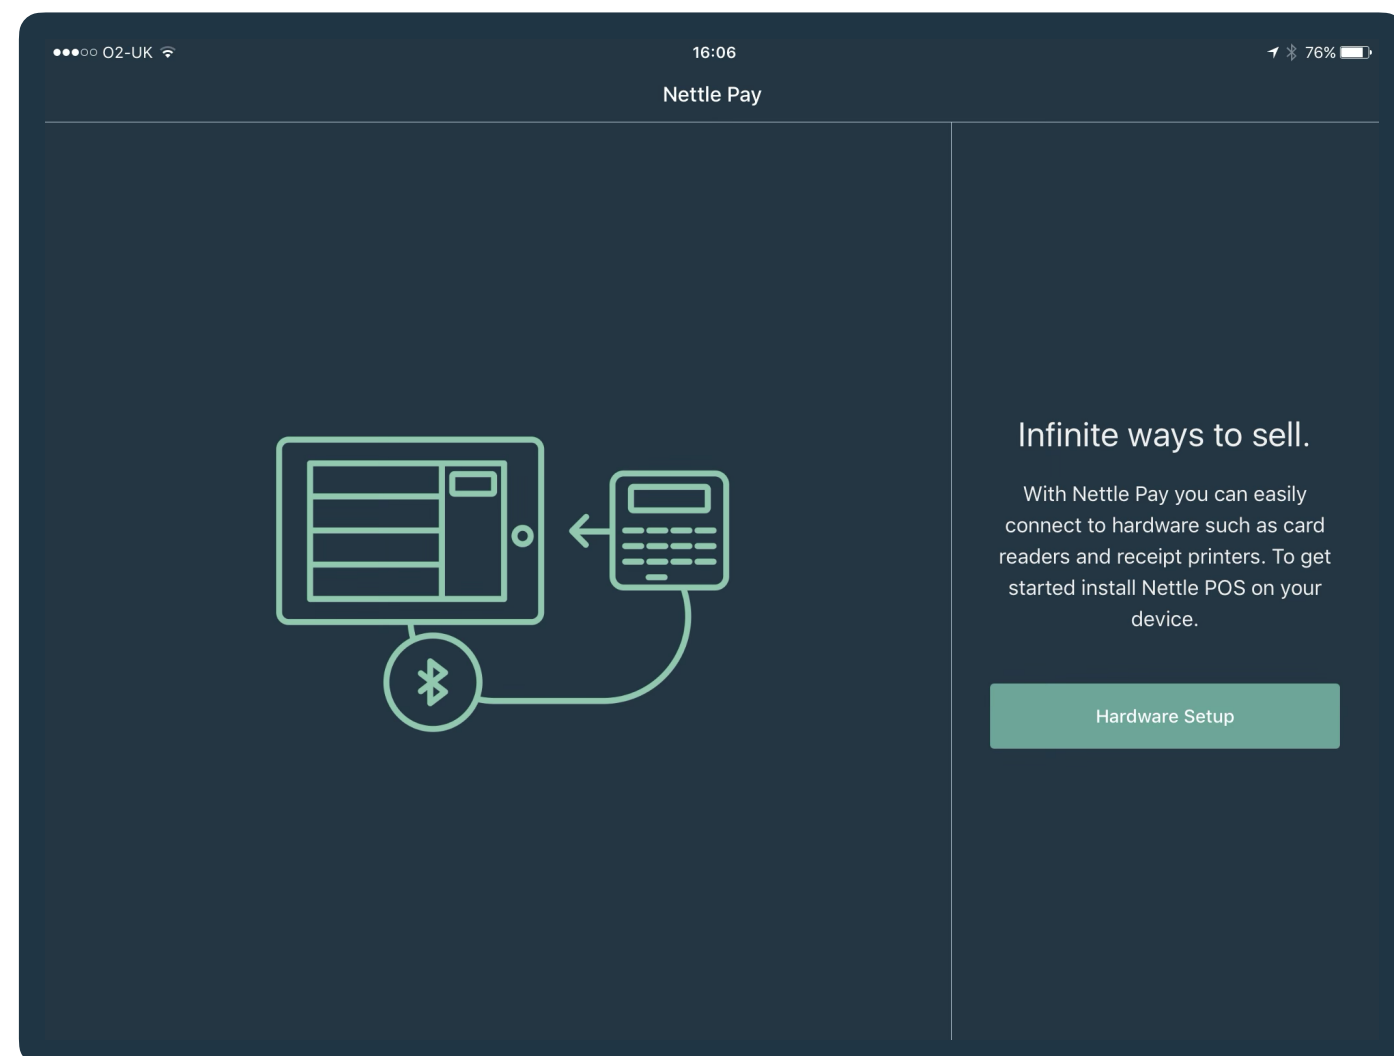 O2-UK
16:06
76%
Nettle Pay
Infinite ways to sell.
With Nettle Pay you can easily
connect to hardware such as card
readers and receipt printers. To get
started install Nettle POS on your
device.
Hardware Setup